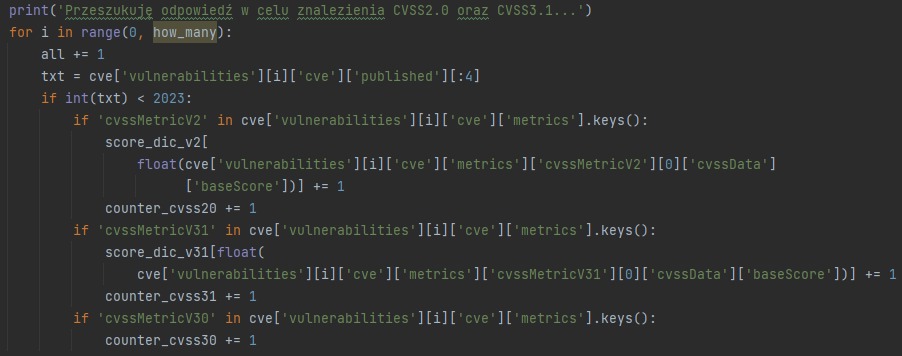 print('Przeszukuję odpowiedź w celu znalezienia CVSS2.0 oraz CVSS3.1...')
for i in range(0, how_many):
    all += 1
    txt = cve['vulnerabilities'][i]['cve']['published'][:4]
    if int(txt) < 2023:
        if 'cvssMetricV2' in cve['vulnerabilities'][i]['cve']['metrics'].keys():
            score_dic_v2[
                float(cve['vulnerabilities'][i]['cve']['metrics']['cvssMetricV2'][0]['cvssData']
                      ['baseScore'])] += 1
            counter_cvss20 += 1
        if 'cvssMetricV31' in cve['vulnerabilities'][i]['cve']['metrics'].keys():
            score_dic_v31[float(
                cve['vulnerabilities'][i]['cve']['metrics']['cvssMetricV31'][0]['cvssData']['baseScore'])] += 1
            counter_cvss31 += 1
        if 'cvssMetricV30' in cve['vulnerabilities'][i]['cve']['metrics'].keys():
            counter_cvss30 += 1